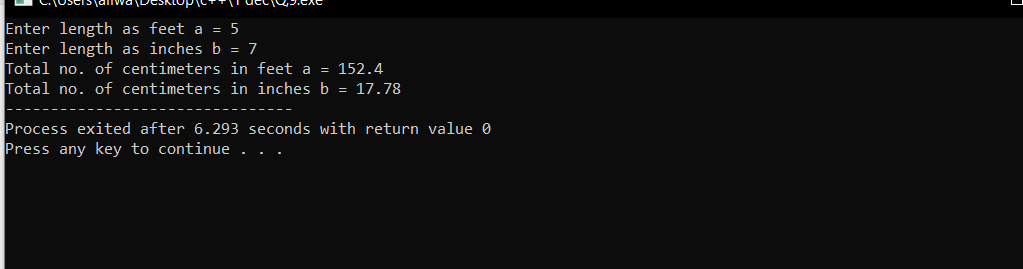 C:\Users\aliwa\Desktop\c++\1 dec\Q,9.exe
Enter length as feet a = 5
Enter length as inches b = 7
Total no. of centimeters in feet a = 152.4
Total no. of centimeters in inches b = 17.78
--------------------------------
Process exited after 6.293 seconds with return value 0
Press any key to continue . . .